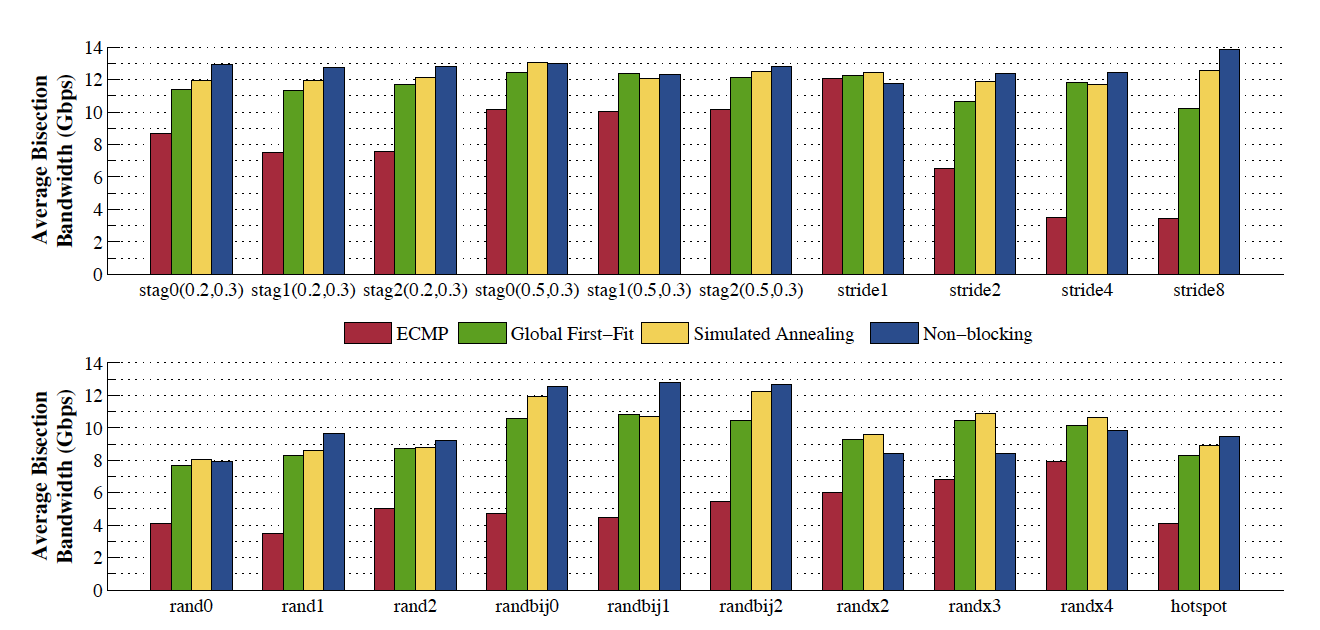 Average Bisection
Bandwidth (Gbps)
14
12
10
8
6
4
2
0
stag0(0.2,0.3) stag1(0.2,0.3) stag2(0.2,0.3) stag0(0.5,0.3) stag1(0.5,0.3) stag2(0.5,0.3) stride1 stride2 stride4 stride8
ECMP Global First−Fit Simulated Annealing Non−blocking
Average Bisection
Bandwidth (Gbps)
14
12
10
8
6
4
2
0
rand0 rand1 rand2 randbij0 randbij1 randbij2 randx2 randx3 randx4 hotspot